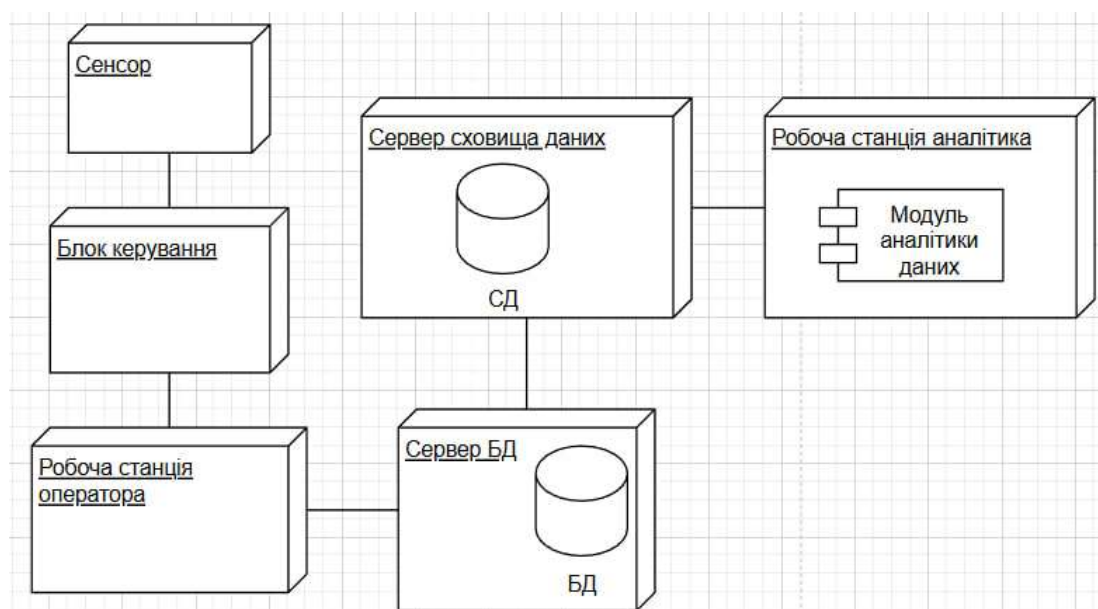 Сенсор
Блок керування
Робоча станція
оператора
Сервер сховища даних
СД
Сервер БД
БД
Робоча станція аналітика
Модуль
аналітики
даних